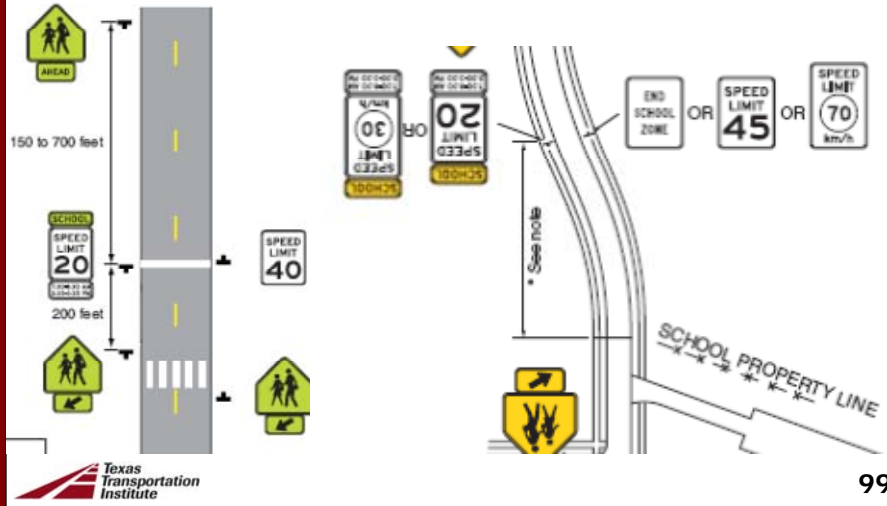 AHEAD
150 to 700 feet
SCHOOL
SPEED
LIMIT
20
200 feet
SPEED
LIMIT
40
SCHOOL
SPEED
LIMIT
30
km/h
OR
SCHOOL
SPEED
LIMIT
20
END
SCHOOL
ZONE
OR
SPEED
LIMIT
45
OR
SPEED
LIMIT
70
km/h
* See note
SCHOOL PROPERTY LINE
Texas
Transportation
Institute
99